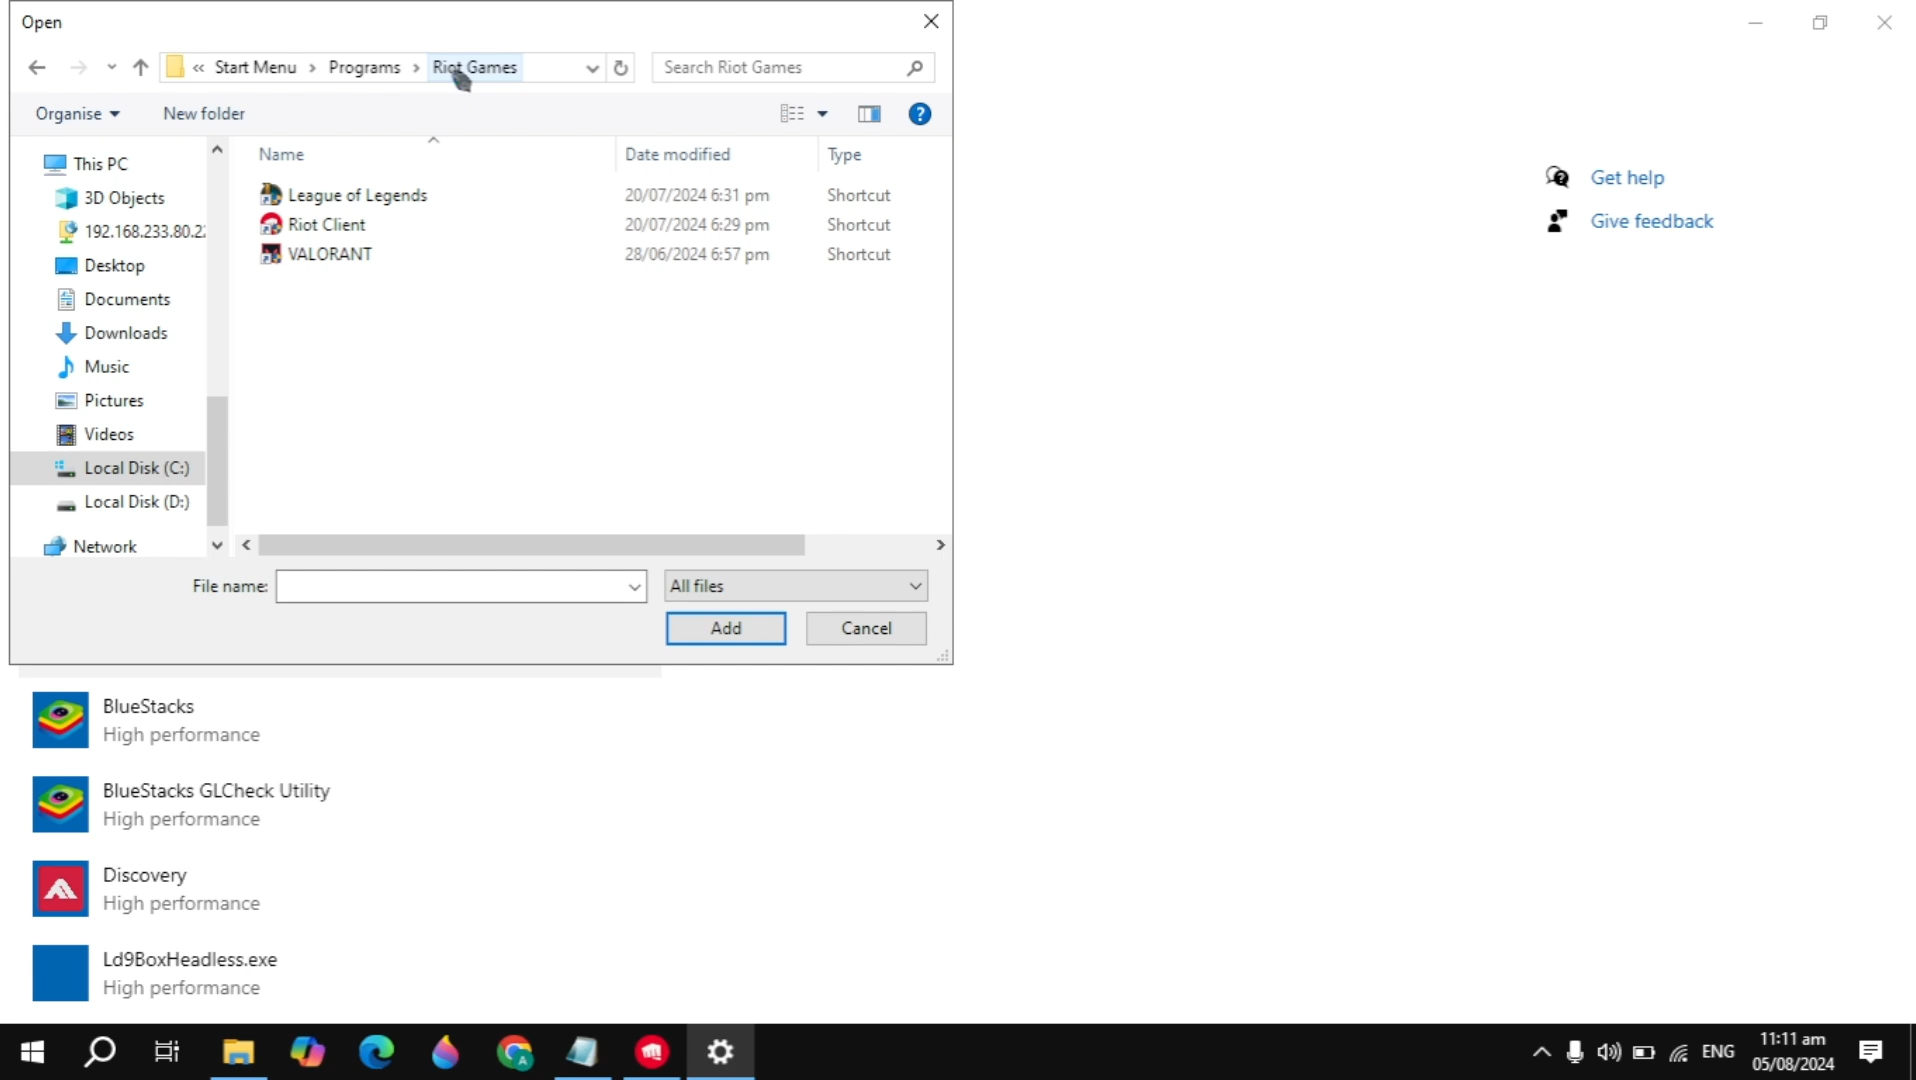 Open
« Start Menu › Programs › Riot Games
Search Riot Games
Organise
New folder
Name
Date modified
Type
League of Legends 20/07/2024 6:31 pm Shortcut
Riot Client 20/07/2024 6:29 pm Shortcut
VALORANT 28/06/2024 6:57 pm Shortcut
This PC
3D Objects
192.168.233.80.22
Desktop
Documents
Downloads
Music
Pictures
Videos
Local Disk (C:)
Local Disk (D:)
Network
File name:
All files
Add
Cancel
Get help
Give feedback
BlueStacks
High performance
BlueStacks GLCheck Utility
High performance
Discovery
High performance
Ld9BoxHeadless.exe
High performance
ENG
11:11 am
05/08/2024